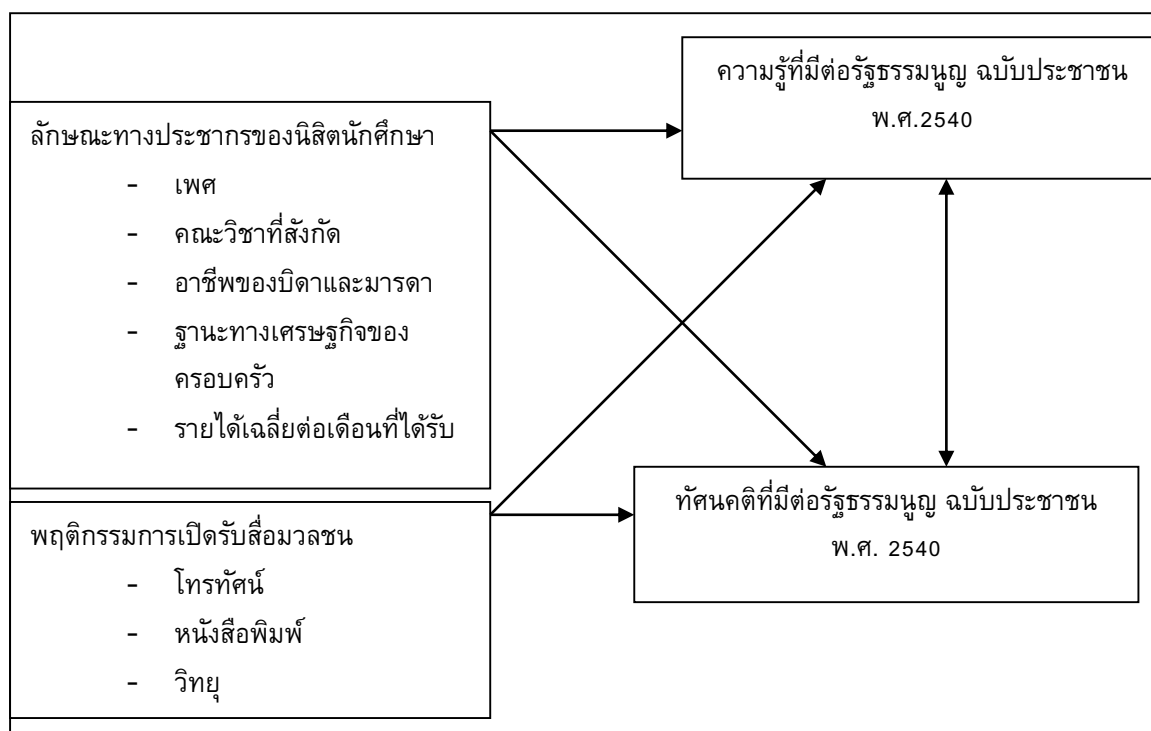 ความรู้ที่มีต่อรัฐธรรมนูญ ฉบับประชาชน
พ.ศ.2540
ลักษณะทางประชากรของนิสิตนักศึกษา
- เพศ
- คณะวิชาที่สังกัด
- อาชีพของบิดาและมารดา
- ฐานะทางเศรษฐกิจของ
ครอบครัว
- รายได้เฉลี่ยต่อเดือนที่ได้รับ
ทัศนคติที่มีต่อรัฐธรรมนูญ ฉบับประชาชน
พ.ศ. 2540
พฤติกรรมการเปิดรับสื่อมวลชน
- โทรทัศน์
- หนังสือพิมพ์
- วิทยุ